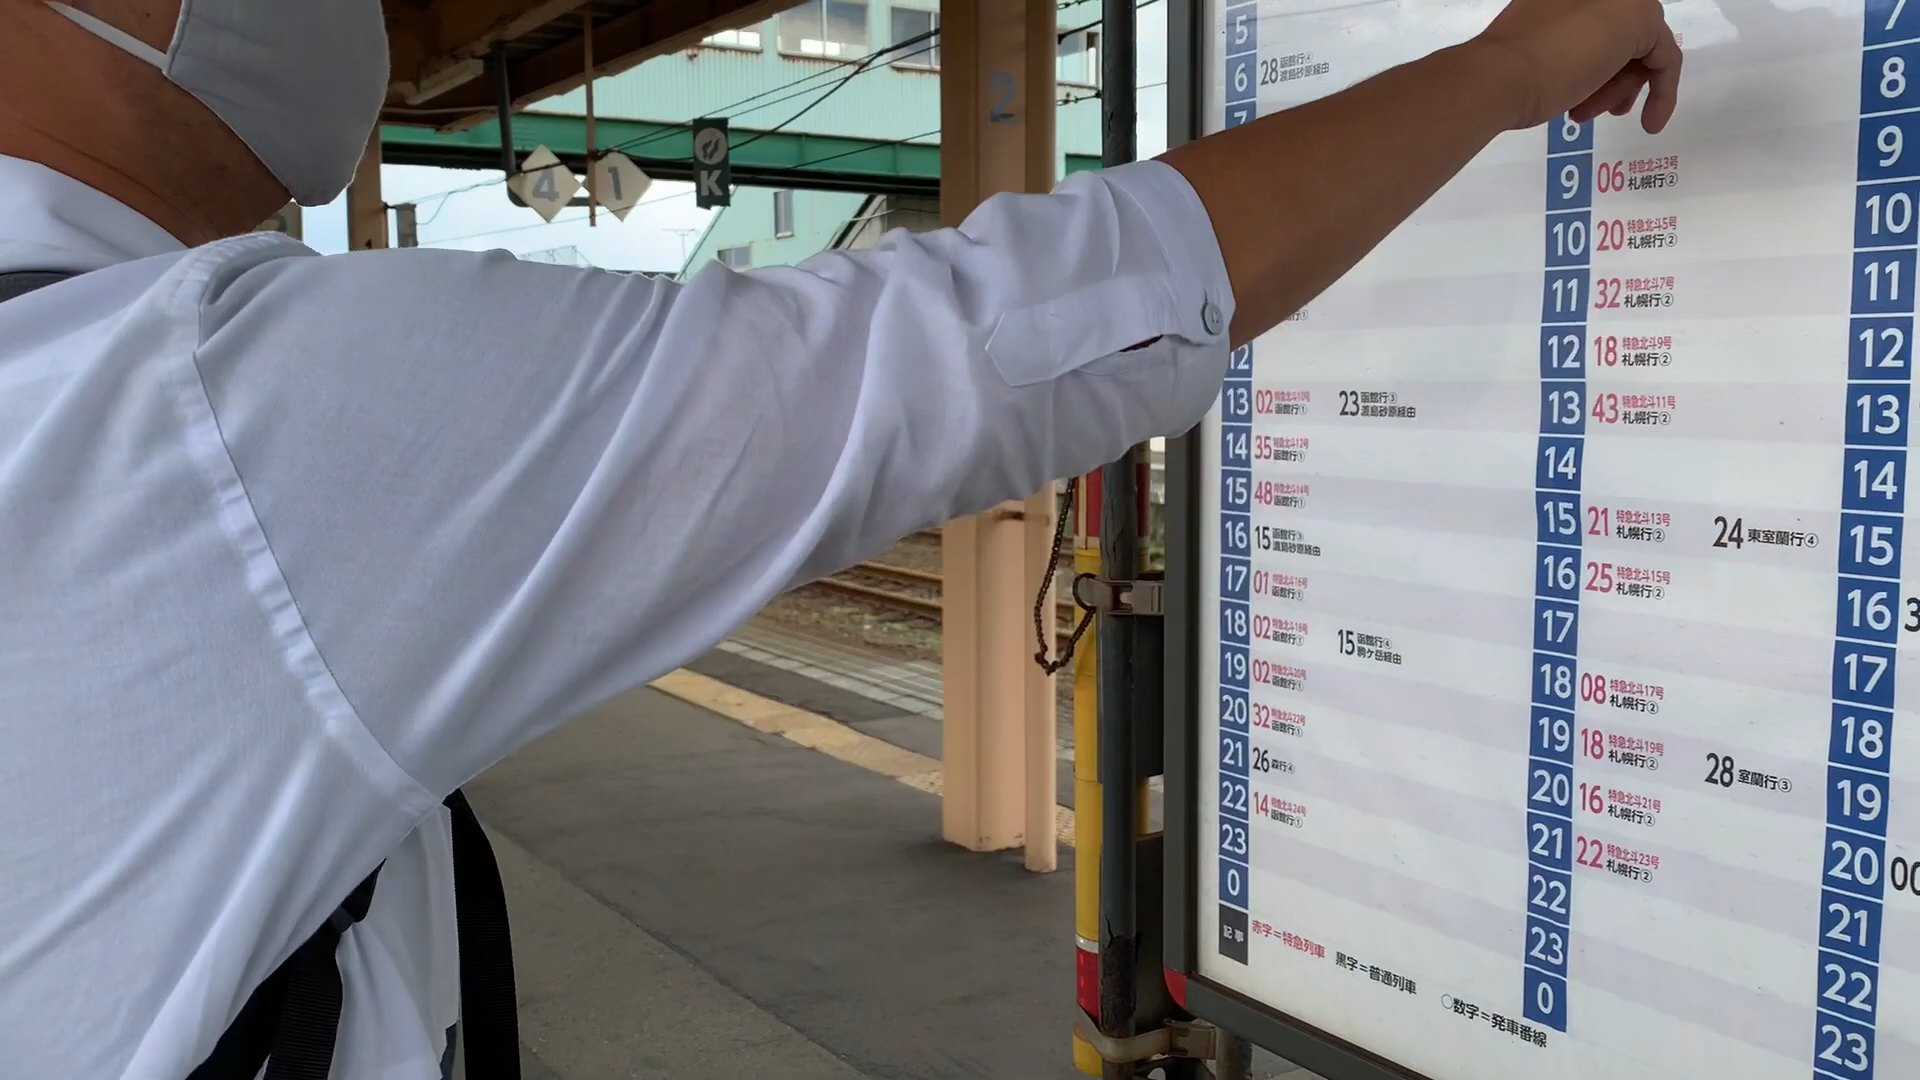 2
4
1
K
5
6 28 函館行④
渡島砂原経由
7
行①
12
13 02 特急北斗10号
函館行①
23 函館行③
渡島砂原経由
14 35 特急北斗12号
函館行①
15 48 特急北斗14号
函館行①
16 15 函館行③
渡島砂原経由
17 01 特急北斗16号
函館行①
18 02 特急北斗18号
函館行①
15 函館行④
駒ケ岳経由
19 02 特急北斗20号
函館行①
20 32 特急北斗22号
函館行①
21 26 森行④
22 14 特急北斗24号
函館行①
23
0
記事 赤字=特急列車 黒字=普通列車 ○数字=発車番線
8
9 06 特急北斗3号
札幌行②
10 20 特急北斗5号
札幌行②
11 32 特急北斗7号
札幌行②
12 18 特急北斗9号
札幌行②
13 43 特急北斗11号
札幌行②
14
15 21 特急北斗13号
札幌行②
24 東室蘭行④
16 25 特急北斗15号
札幌行②
17
18 08 特急北斗17号
札幌行②
19 18 特急北斗19号
札幌行②
28 室蘭行③
20 16 特急北斗21号
札幌行②
21 22 特急北斗23号
札幌行②
22
23
0
7
8
9
10
11
12
13
14
15
16 3
17
18
19
20 00
21
22
23